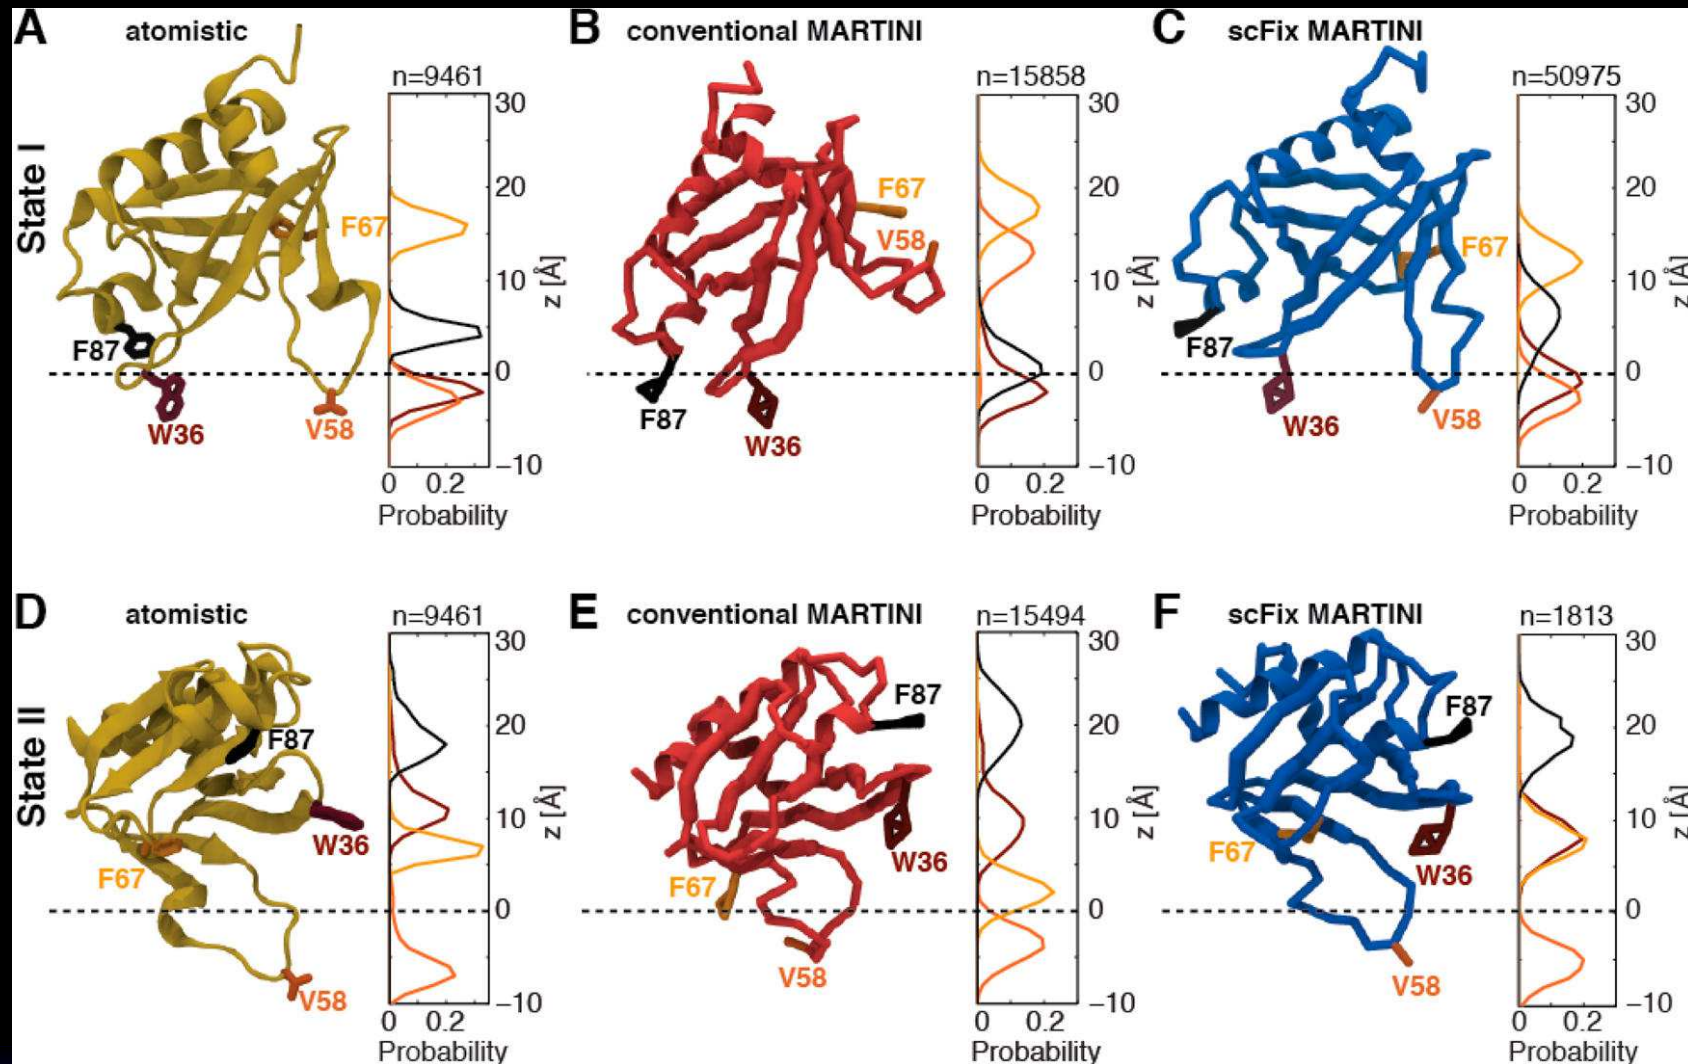 A
atomistic
n=9461
State I
F67
F87
W36
V58
30
20
10
0
−10
z [Å]
0 0.2
Probability
B
conventional MARTINI
n=15858
F67
V58
F87
W36
30
20
10
0
−10
z [Å]
0 0.2
Probability
C
scFix MARTINI
n=50975
F67
F87
W36
V58
30
20
10
0
−10
z [Å]
0 0.2
Probability
D
atomistic
n=9461
State II
F87
W36
F67
V58
30
20
10
0
−10
z [Å]
0 0.2
Probability
E
conventional MARTINI
n=15494
F87
W36
F67
V58
30
20
10
0
−10
z [Å]
0 0.2
Probability
F
scFix MARTINI
n=1813
F87
F67
W36
V58
30
20
10
0
−10
z [Å]
0 0.2
Probability